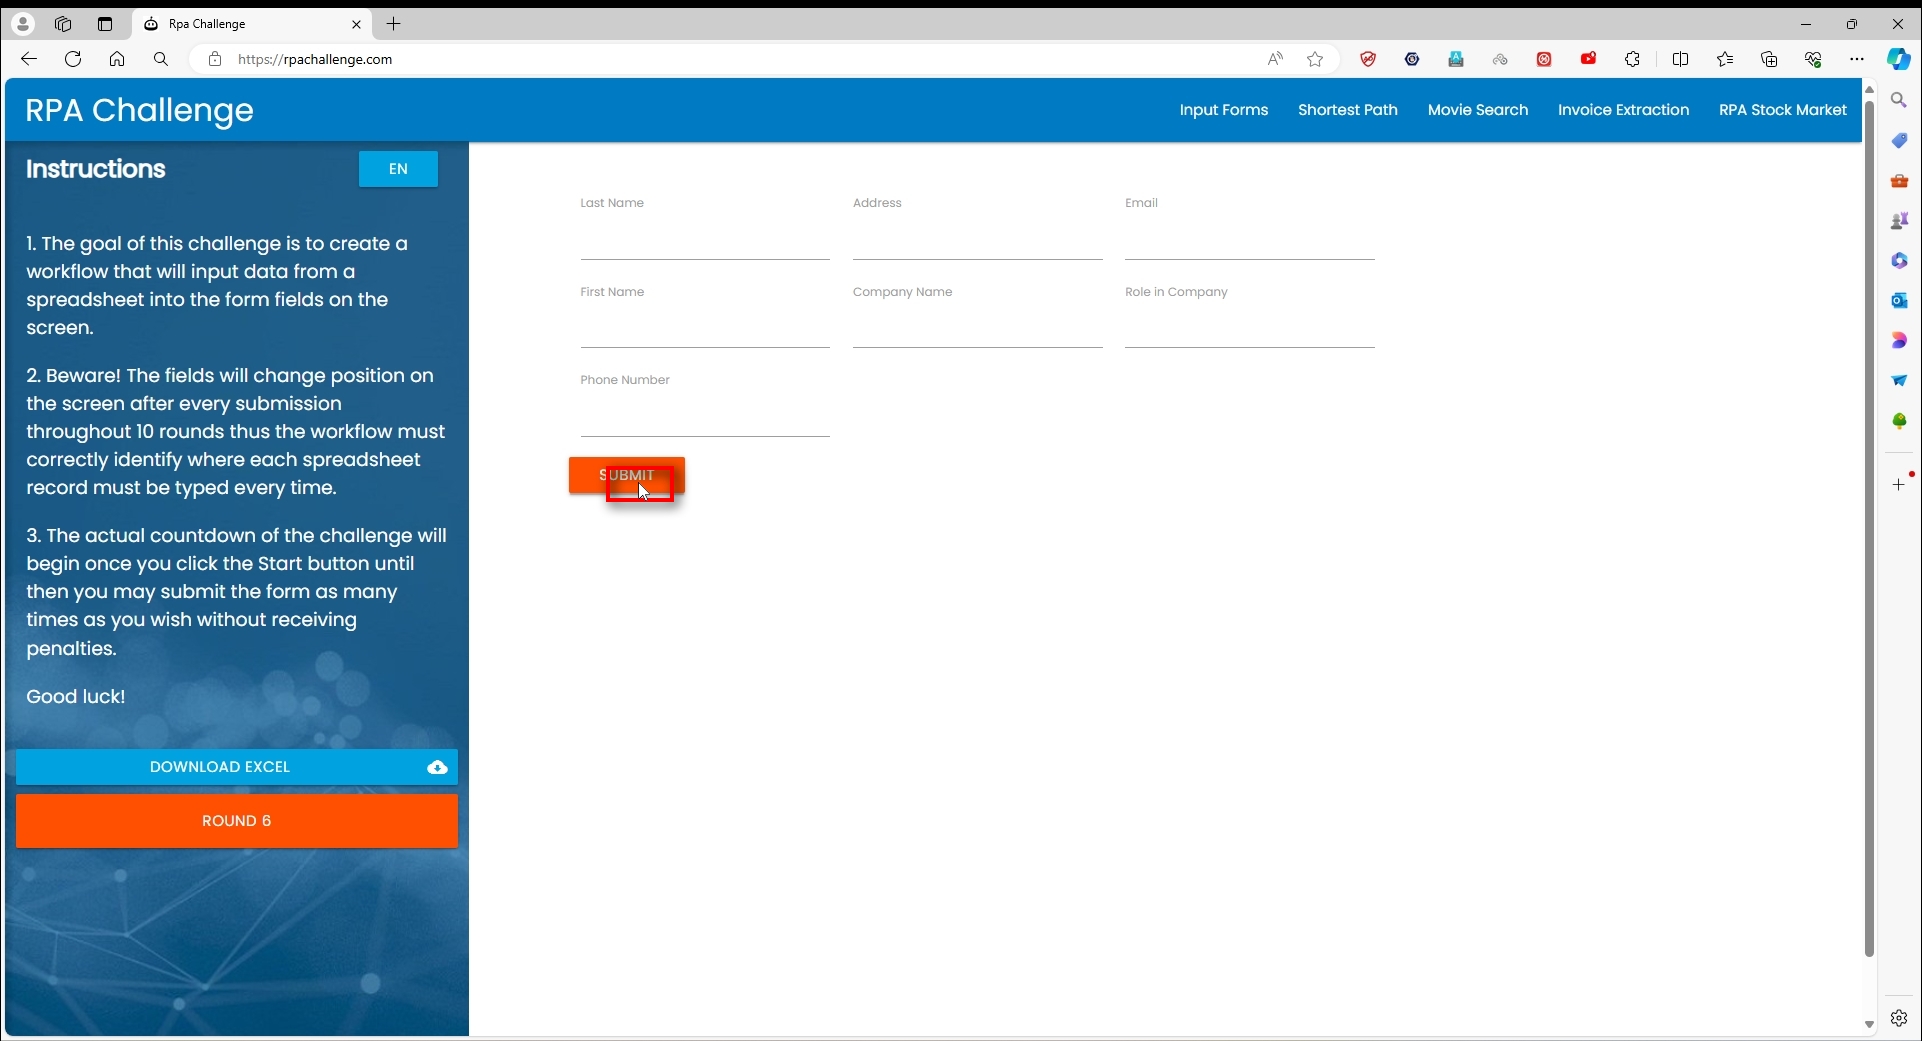 Rpa Challenge
https://rpachallenge.com
RPA Challenge
Input Forms
Shortest Path
Movie Search
Invoice Extraction
RPA Stock Market
Instructions
EN
1. The goal of this challenge is to create a
workflow that will input data from a
spreadsheet into the form fields on the
screen.
2. Beware! The fields will change position on
the screen after every submission
throughout 10 rounds thus the workflow must
correctly identify where each spreadsheet
record must be typed every time.
3. The actual countdown of the challenge will
begin once you click the Start button until
then you may submit the form as many
times as you wish without receiving
penalties.
Good luck!
DOWNLOAD EXCEL
ROUND 6
Last Name
Address
Email
First Name
Company Name
Role in Company
Phone Number
SUBMIT